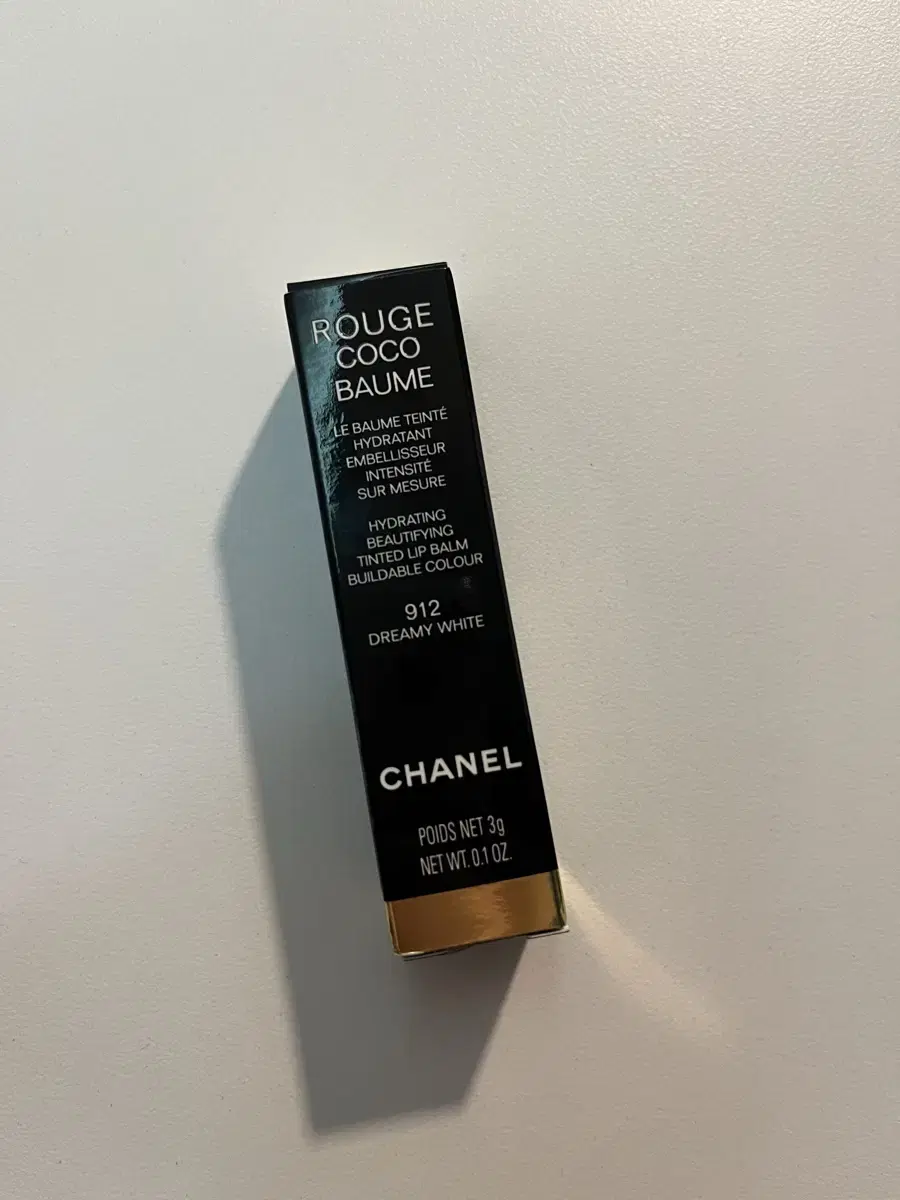 ROUGE
COCO
BAUME
LE BAUME TEINTÉ
HYDRATANT
EMBELLISSEUR
INTENSITÉ
SUR MESURE
HYDRATING
BEAUTIFYING
TINTED LIP BALM
BUILDABLE COLOUR
912
DREAMY WHITE
CHANEL
POIDS NET 3g
NET WT. 0.1 OZ.